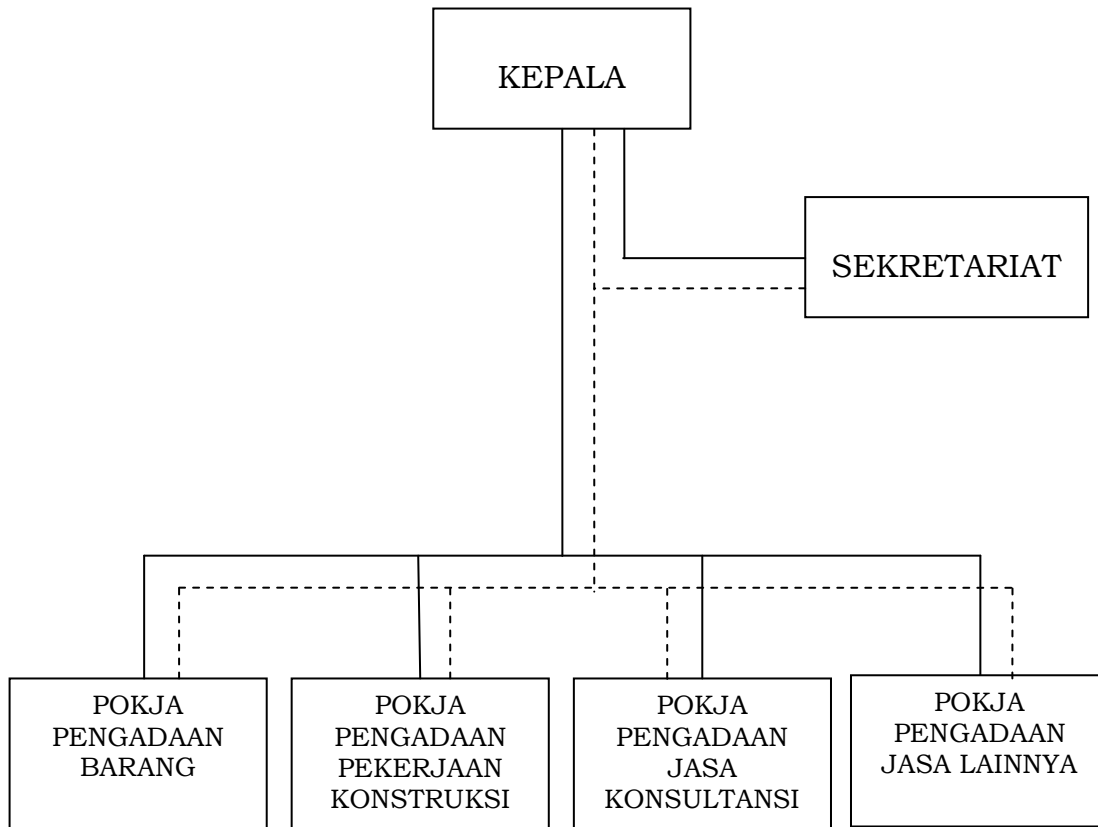 KEPALA
SEKRETARIAT
POKJA
PENGADAAN
BARANG
POKJA
PENGADAAN
PEKERJAAN
KONSTRUKSI
POKJA
PENGADAAN
JASA
KONSULTANSI
POKJA
PENGADAAN
JASA LAINNYA